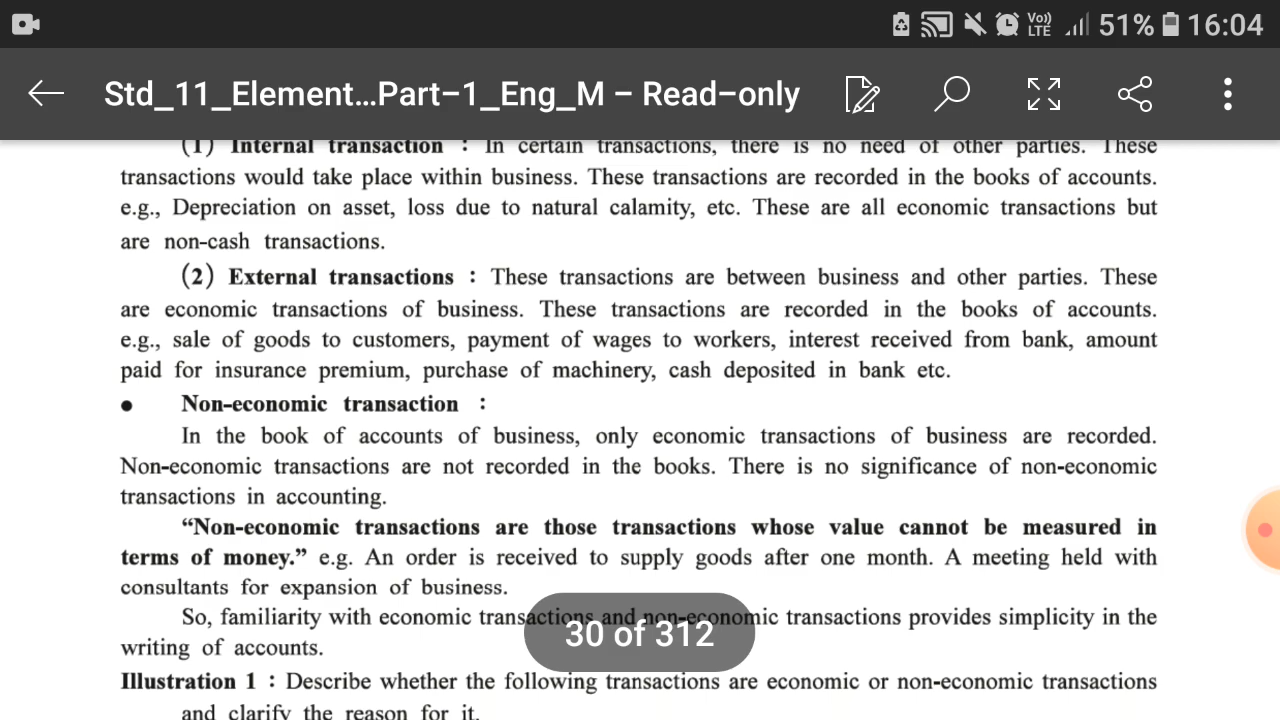 Vo)) 51% 16:04
LTE
Std_11_Element...Part–1_Eng_M – Read–only
(1) Internal transaction : In certain transactions, there is no need of other parties. These
transactions would take place within business. These transactions are recorded in the books of accounts.
e.g., Depreciation on asset, loss due to natural calamity, etc. These are all economic transactions but
are non-cash transactions.
(2) External transactions : These transactions are between business and other parties. These
are economic transactions of business. These transactions are recorded in the books of accounts.
e.g., sale of goods to customers, payment of wages to workers, interest received from bank, amount
paid for insurance premium, purchase of machinery, cash deposited in bank etc.
● Non-economic transaction :
In the book of accounts of business, only economic transactions of business are recorded.
Non-economic transactions are not recorded in the books. There is no significance of non-economic
transactions in accounting.
“Non-economic transactions are those transactions whose value cannot be measured in
terms of money.” e.g. An order is received to supply goods after one month. A meeting held with
consultants for expansion of business.
So, familiarity with economic transactions and non-economic transactions provides simplicity in the
30 of 312
writing of accounts.
Illustration 1 : Describe whether the following transactions are economic or non-economic transactions
and clarify the reason for it.